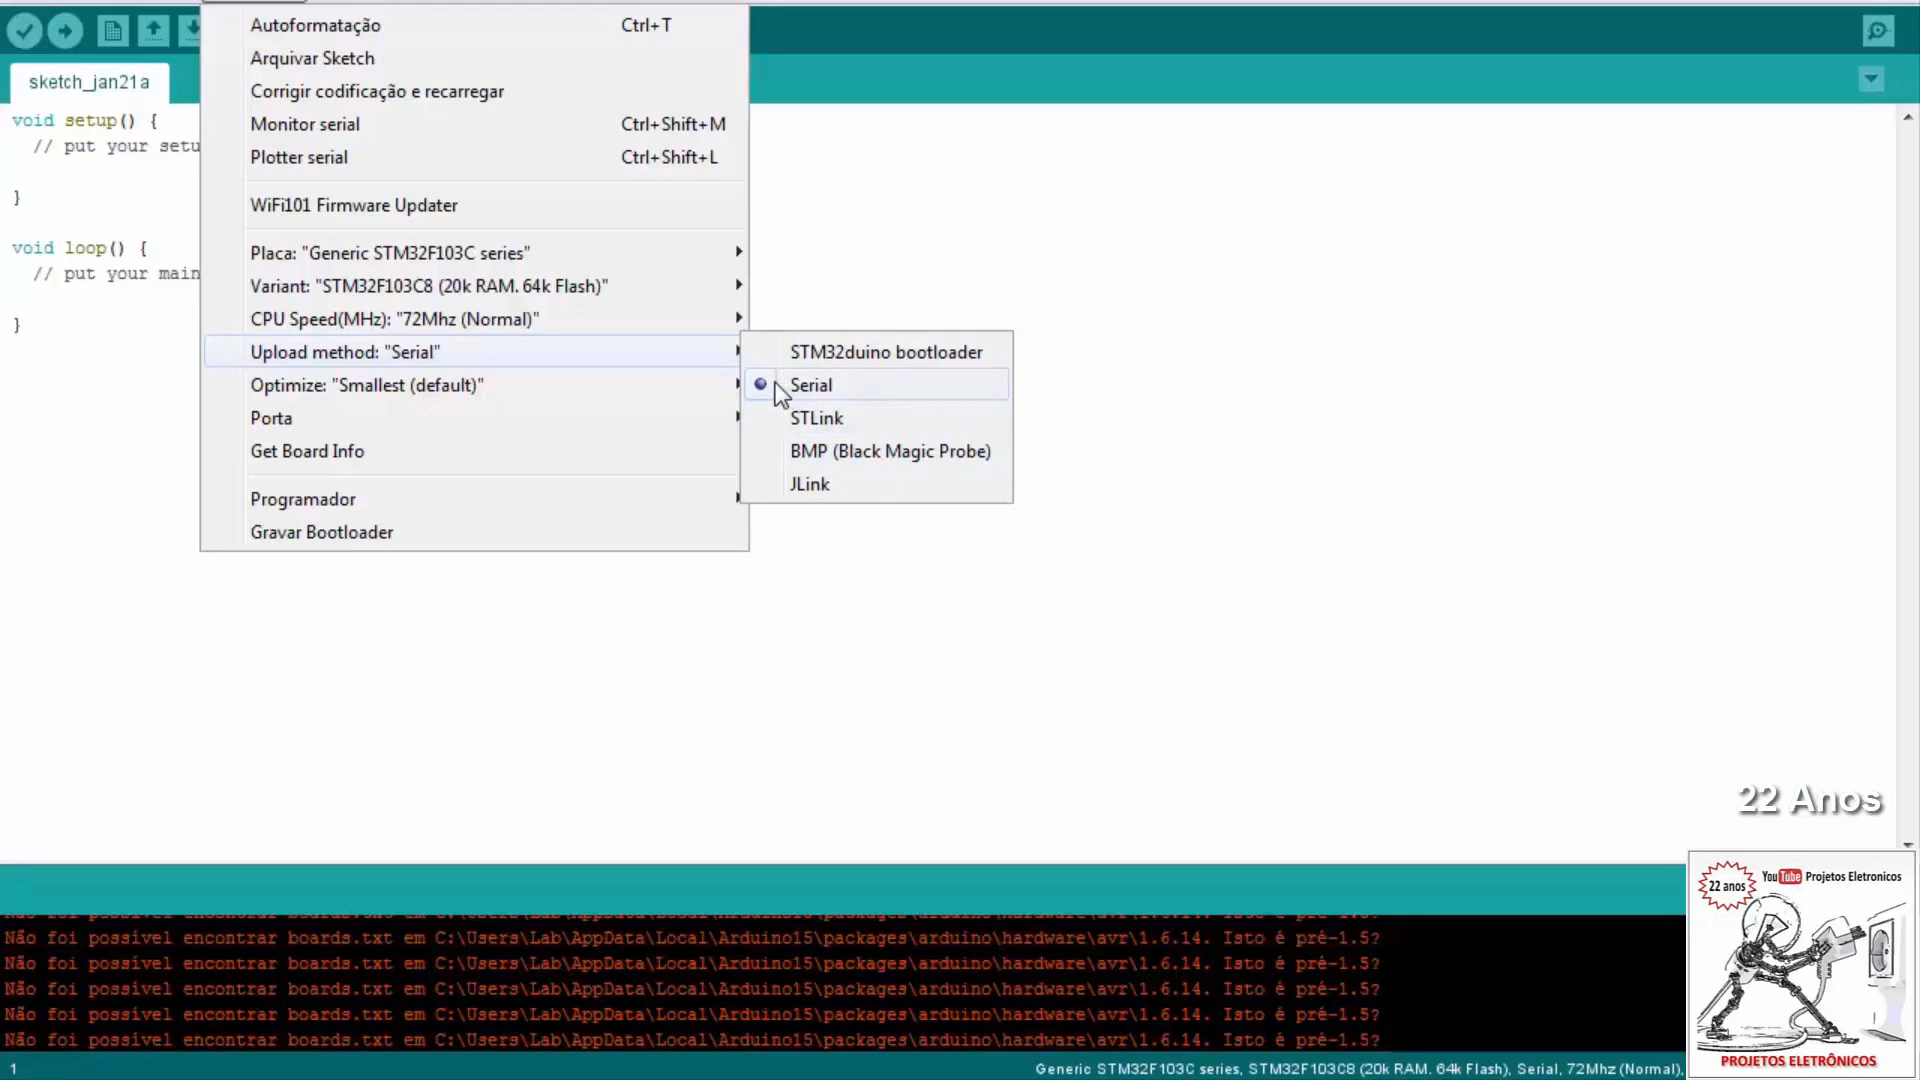 Autoformatação Ctrl+T
Arquivar Sketch
Corrigir codificação e recarregar
Monitor serial Ctrl+Shift+M
Plotter serial Ctrl+Shift+L
WiFi101 Firmware Updater
Placa: "Generic STM32F103C series"
Variant: "STM32F103C8 (20k RAM. 64k Flash)"
CPU Speed(MHz): "72Mhz (Normal)"
Upload method: "Serial"
Optimize: "Smallest (default)"
Porta
Get Board Info
Programador
Gravar Bootloader
STM32duino bootloader
Serial
STLink
BMP (Black Magic Probe)
JLink
sketch_jan21a
void setup() {
// put your setu
}
void loop() {
// put your main
}
22 Anos
22 anos
YouTube Projetos Eletronicos
PROJETOS ELETRÔNICOS
Não foi possível encontrar boards.txt em C:\Users\Lab\AppData\Local\Arduino15\packages\arduino\hardware\avr\1.6.14. Isto é pré-1.5?
Não foi possível encontrar boards.txt em C:\Users\Lab\AppData\Local\Arduino15\packages\arduino\hardware\avr\1.6.14. Isto é pré-1.5?
Não foi possível encontrar boards.txt em C:\Users\Lab\AppData\Local\Arduino15\packages\arduino\hardware\avr\1.6.14. Isto é pré-1.5?
Não foi possível encontrar boards.txt em C:\Users\Lab\AppData\Local\Arduino15\packages\arduino\hardware\avr\1.6.14. Isto é pré-1.5?
Não foi possível encontrar boards.txt em C:\Users\Lab\AppData\Local\Arduino15\packages\arduino\hardware\avr\1.6.14. Isto é pré-1.5?
1
Generic STM32F103C series, STM32F103C8 (20k RAM. 64k Flash), Serial, 72Mhz (Normal),